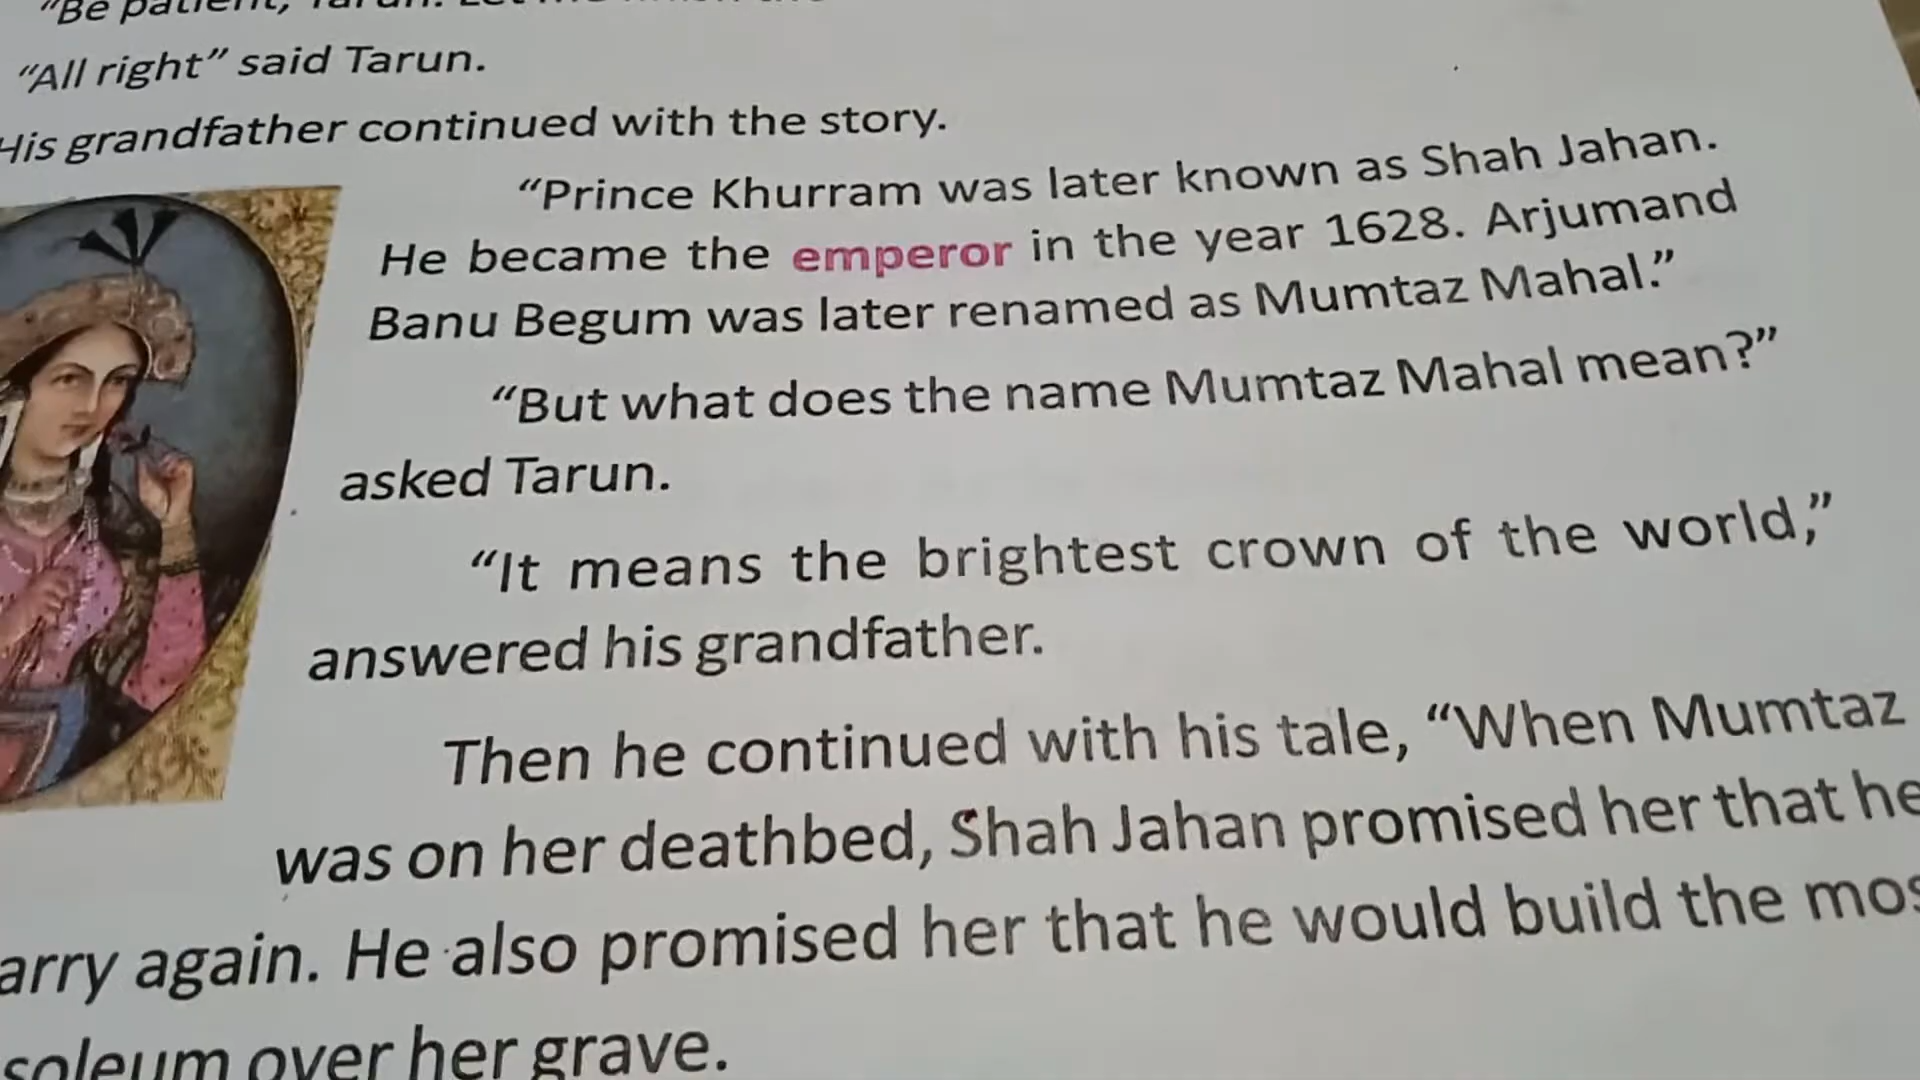 "Be patient, Tarun. Let me
"All right" said Tarun.
His grandfather continued with the story.
"Prince Khurram was later known as Shah Jahan.
He became the emperor in the year 1628. Arjumand
Banu Begum was later renamed as Mumtaz Mahal."
"But what does the name Mumtaz Mahal mean?"
asked Tarun.
"It means the brightest crown of the world,"
answered his grandfather.
Then he continued with his tale, "When Mumtaz
was on her deathbed, Shah Jahan promised her that he
arry again. He also promised her that he would build the mos
soleum over her grave.